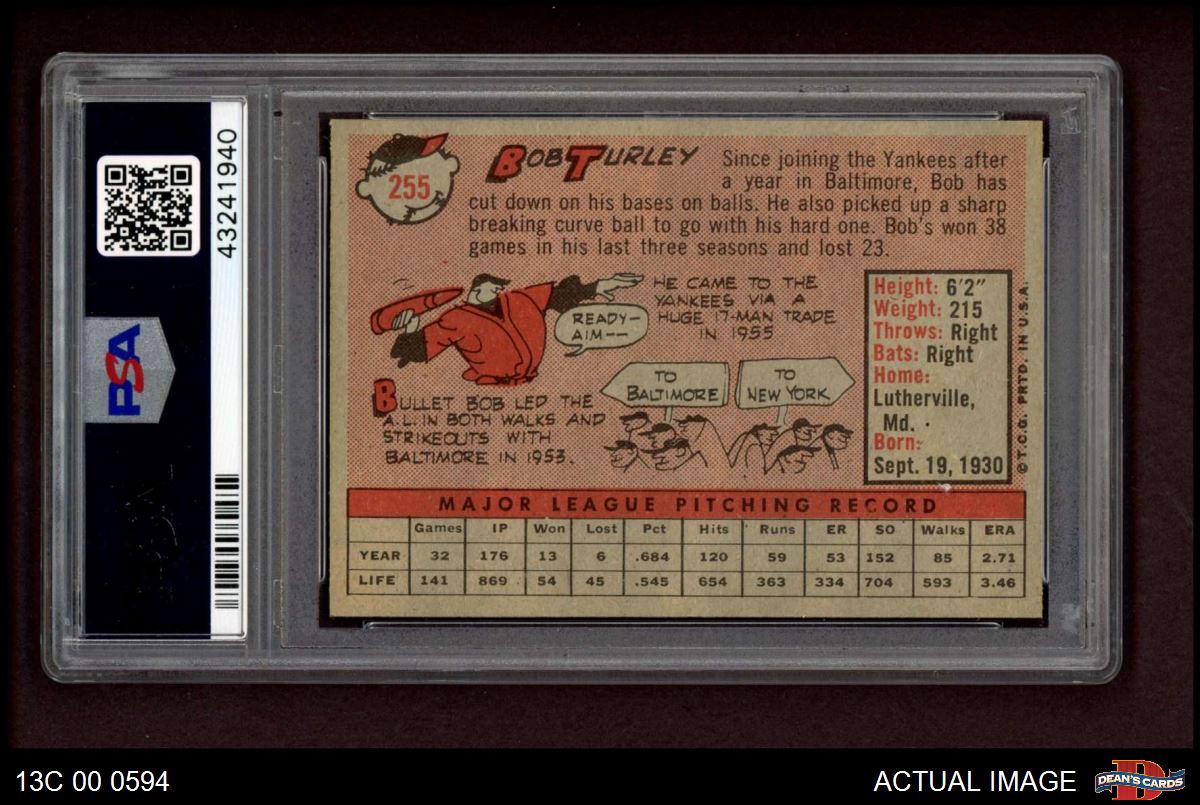 43241940
PSA
255
BOB TURLEY
Since joining the Yankees after
a year in Baltimore, Bob has
cut down on his bases on balls. He also picked up a sharp
breaking curve ball to go with his hard one. Bob's won 38
games in his last three seasons and lost 23.
HE CAME TO THE
YANKEES VIA A
HUGE 17-MAN TRADE
IN 1955
READY—
AIM——
BULLET BOB LED THE
A.L. IN BOTH WALKS AND
STRIKEOUTS WITH
BALTIMORE IN 1953.
TO
BALTIMORE
TO
NEW YORK
Height: 6'2"
Weight: 215
Throws: Right
Bats: Right
Home:
Lutherville,
Md.
Born:
Sept. 19, 1930
© T.C.G. PRTD. IN U.S.A.
MAJOR LEAGUE PITCHING RECORD
Games IP Won Lost Pct Hits Runs ER SO Walks ERA
YEAR 32 176 13 6 .684 120 59 53 152 85 2.71
LIFE 141 869 54 45 .545 654 363 334 704 593 3.46
13C 00 0594
ACTUAL IMAGE
DEAN'S CARDS